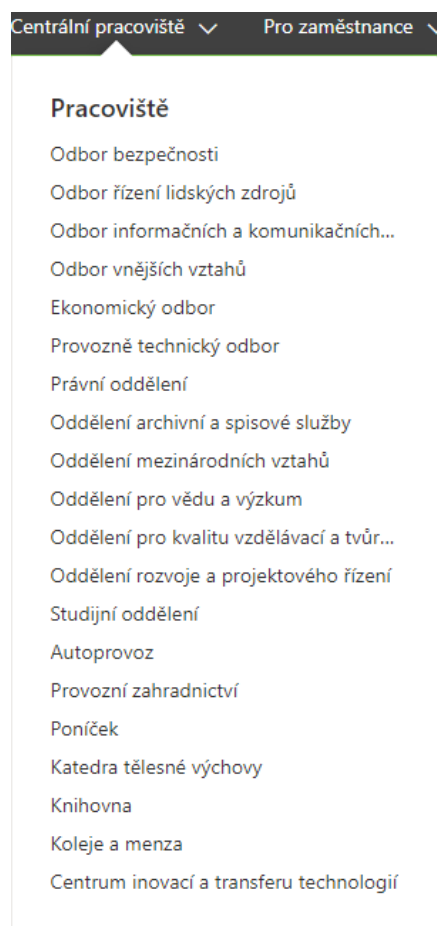 Centrální pracoviště Pro zaměstnance
Pracoviště
Odbor bezpečnosti
Odbor řízení lidských zdrojů
Odbor informačních a komunikačních...
Odbor vnějších vztahů
Ekonomický odbor
Provozně technický odbor
Právní oddělení
Oddělení archivní a spisové služby
Oddělení mezinárodních vztahů
Oddělení pro vědu a výzkum
Oddělení pro kvalitu vzdělávací a tvůr...
Oddělení rozvoje a projektového řízení
Studijní oddělení
Autoprovoz
Provozní zahradnictví
Poníček
Katedra tělesné výchovy
Knihovna
Koleje a menza
Centrum inovací a transferu technologií